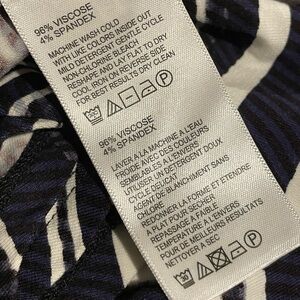 96% VISCOSE
4% SPANDEX
MACHINE WASH COLD
WITH LIKE COLORS INSIDE OUT
MILD DETERGENT GENTLE CYCLE
NON-CHLORINE BLEACH
RESHAPE AND LAY FLAT TO DRY
COOL IRON ON REVERSE SIDE
FOR BEST RESULTS DRY CLEAN
96% VISCOSE
4% SPANDEX
LAVER A LA MACHINE A L'EAU
FROIDE AVEC DES COULEURS
SEMBLABLES A L'ENVERS
UTILISER UN DETERGENT DOUX
CYCLE DELICAT
AGENT DE BLANCHIMENT SANS
CHLORE
REDONNER LA FORME ET ETENDRE
A PLAT POUR SECHER
REPASSAGE A FAIBLE
TEMPERATURE A L'ENVERS
POUR DE MEILLEURS RESULTATS
NETTOYER A SEC